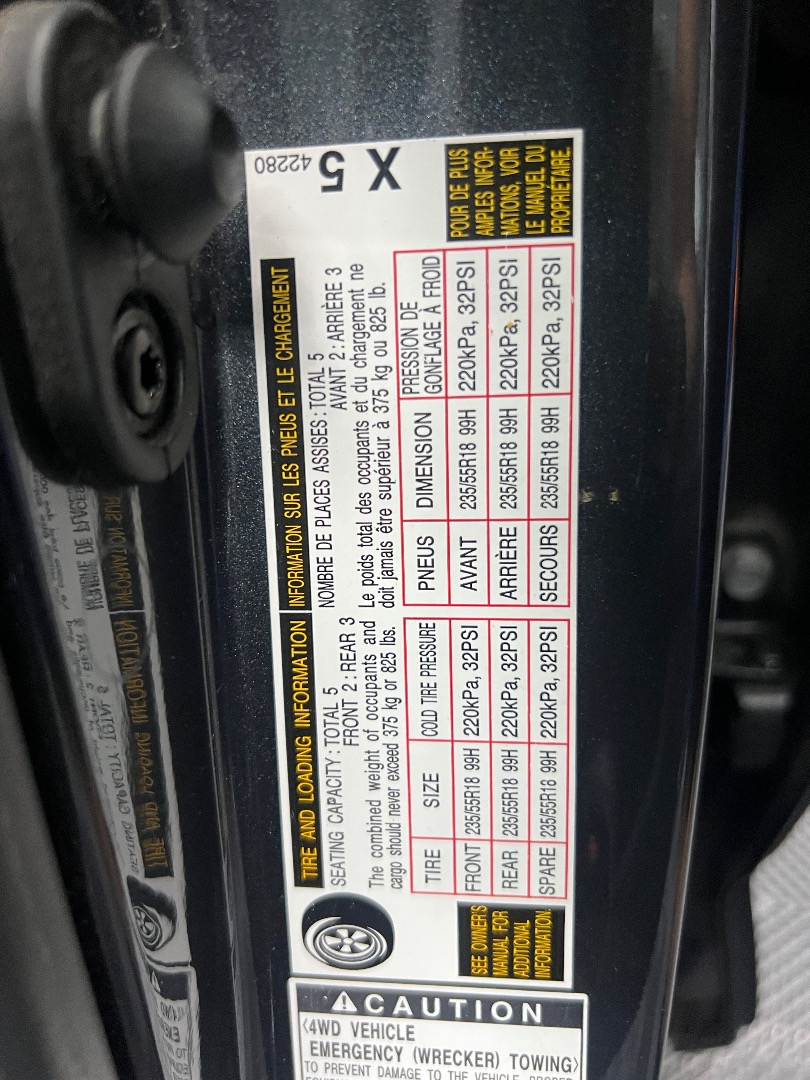 TIRE AND LOADING INFORMATION
SEATING CAPACITY : TOTAL 5
FRONT 2 : REAR 3
The combined weight of occupants and
cargo should never exceed 375 kg or 825 lbs.
TIRE SIZE COLD TIRE PRESSURE
FRONT 235/55R18 99H 220kPa, 32PSI
REAR 235/55R18 99H 220kPa, 32PSI
SPARE 235/55R18 99H 220kPa, 32PSI
SEE OWNER'S
MANUAL FOR
ADDITIONAL
INFORMATION.
INFORMATION SUR LES PNEUS ET LE CHARGEMENT
NOMBRE DE PLACES ASSISES : TOTAL 5
AVANT 2 : ARRIÈRE 3
Le poids total des occupants et du chargement ne
doit jamais être supérieur à 375 kg ou 825 lb.
PNEUS DIMENSION PRESSION DE
GONFLAGE À FROID
AVANT 235/55R18 99H 220kPa, 32PSI
ARRIÈRE 235/55R18 99H 220kPa, 32PSI
SECOURS 235/55R18 99H 220kPa, 32PSI
POUR DE PLUS
AMPLES INFOR-
MATIONS, VOIR
LE MANUEL DU
PROPRIÉTAIRE.
42280
X 5
CAUTION
〈4WD VEHICLE
EMERGENCY (WRECKER) TOWING〉
TO PREVENT DAMAGE TO THE VEHICLE, PROPER